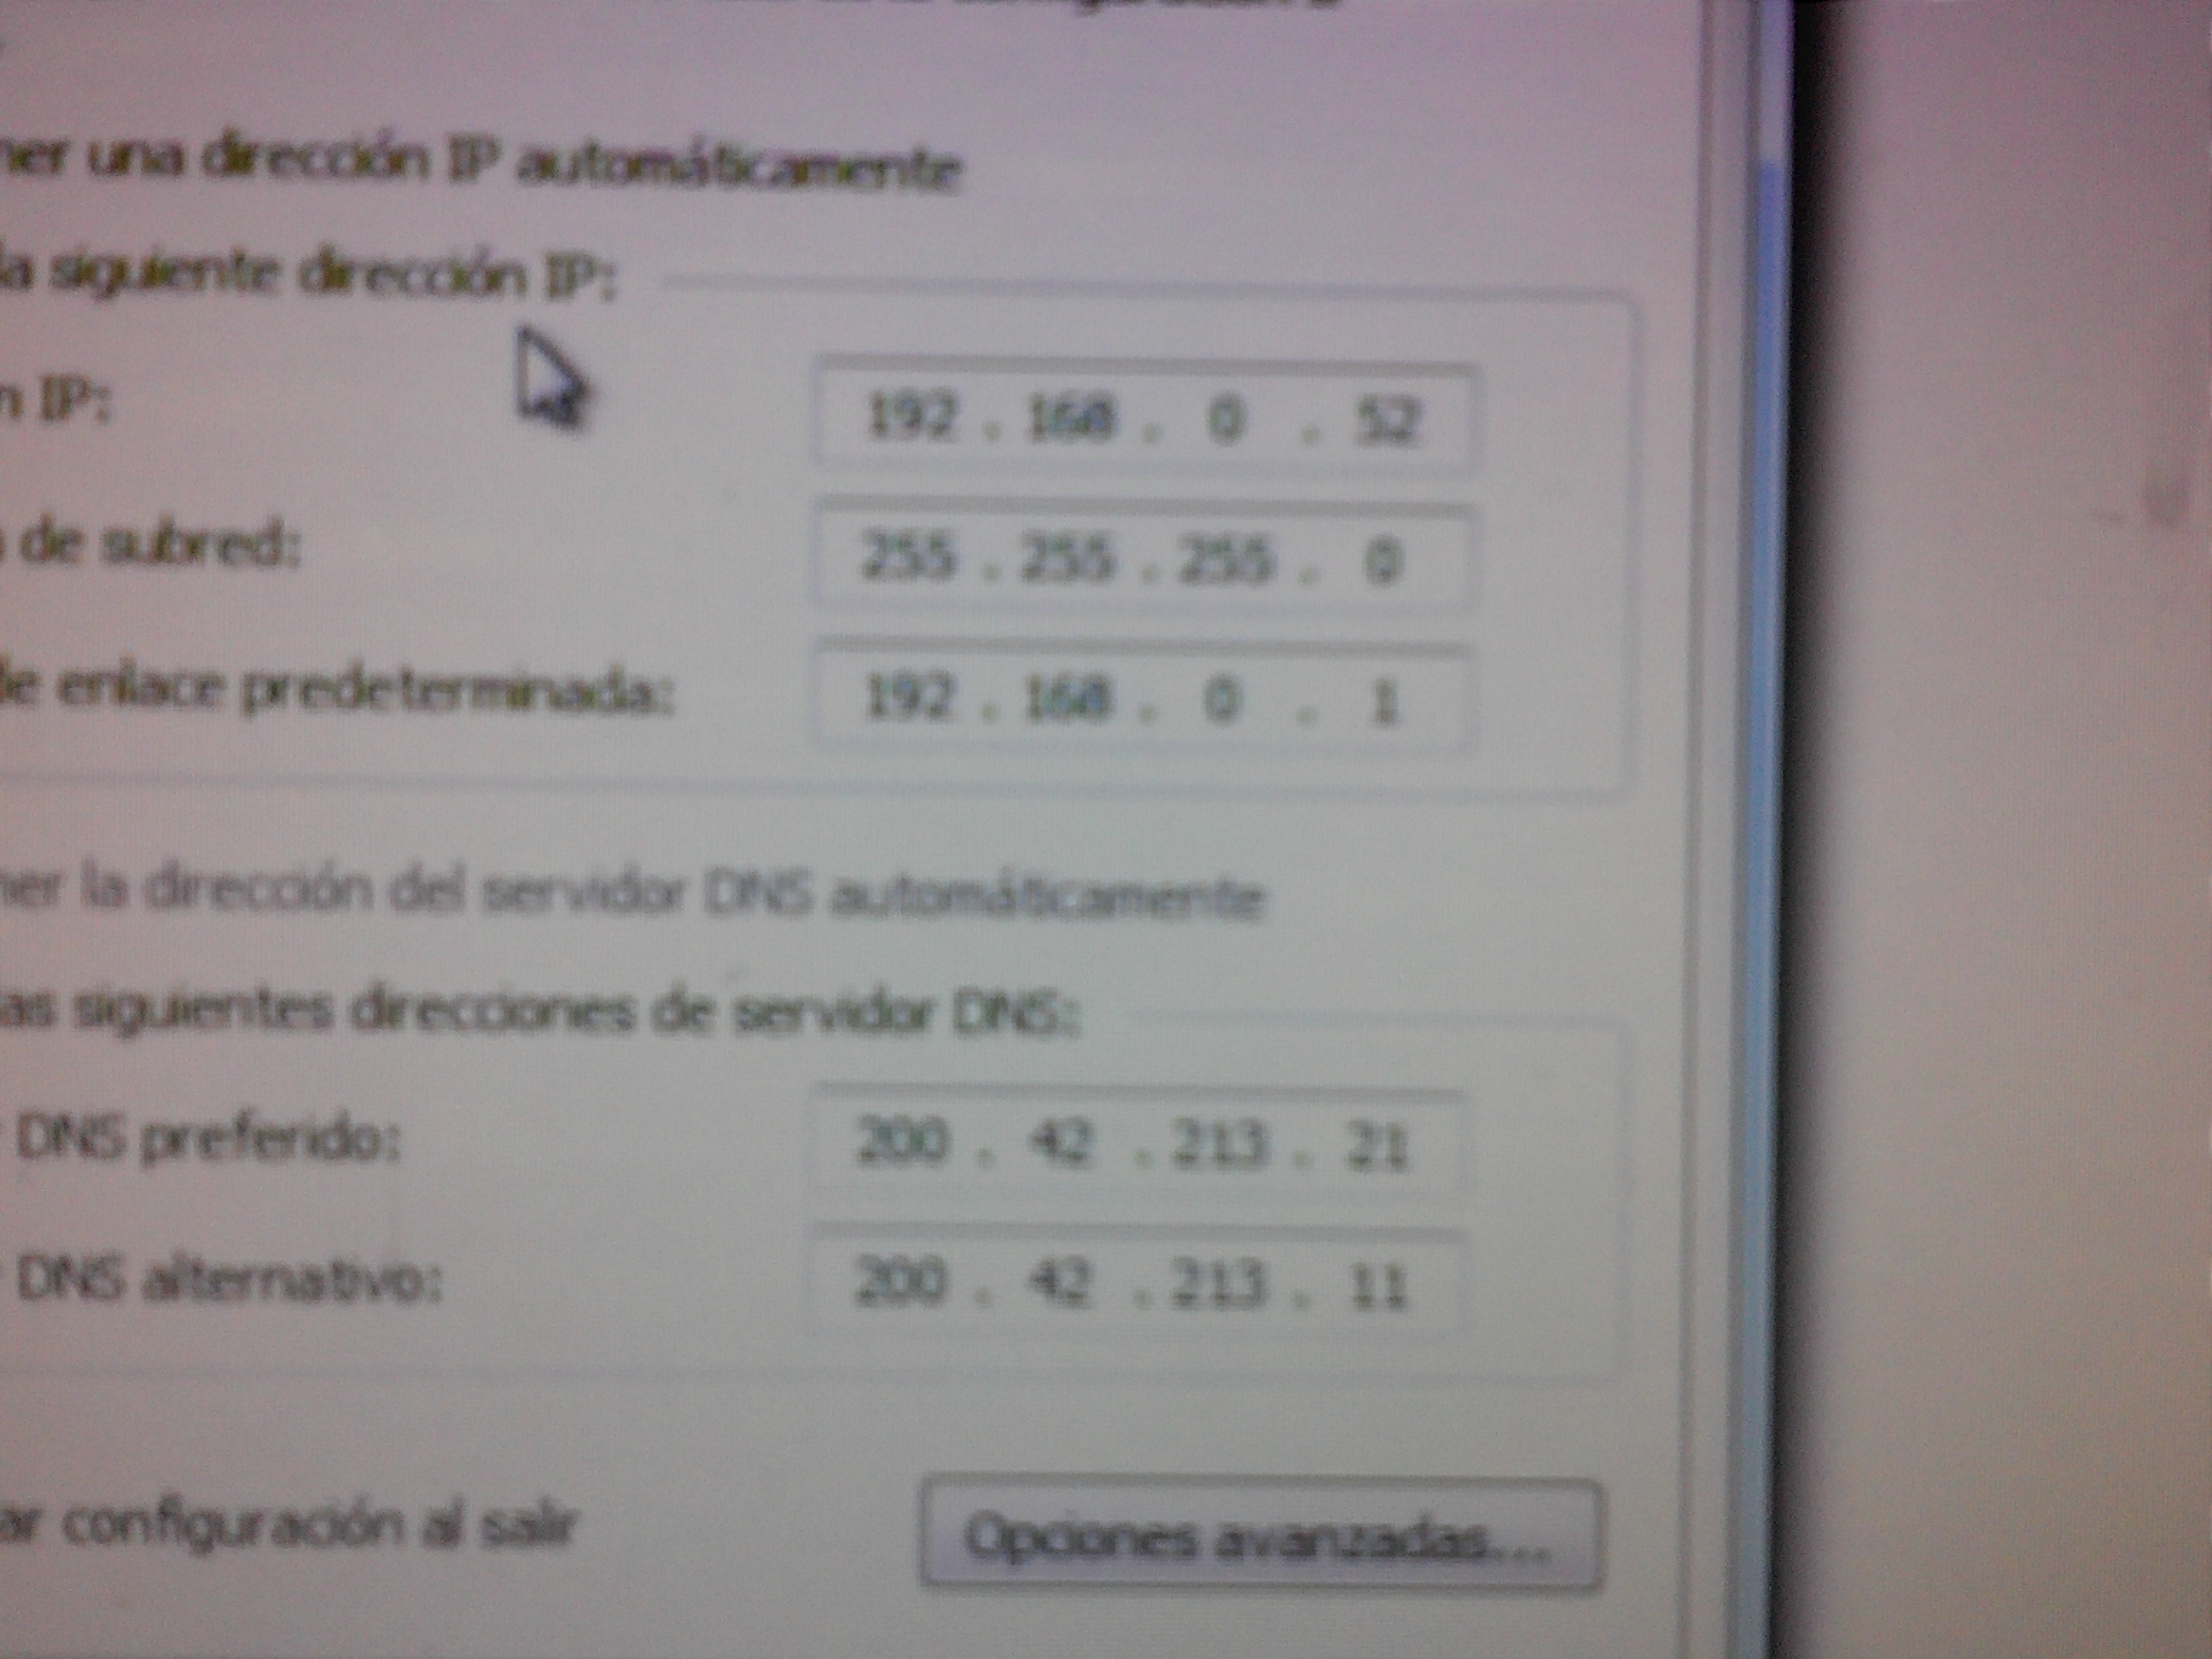 ner una dirección IP automáticamente
la siguiente dirección IP:
n IP: 192 . 168 . 0 . 52
de subred: 255 . 255 . 255 . 0
de enlace predeterminada: 192 . 168 . 0 . 1
ner la dirección del servidor DNS automáticamente
las siguientes direcciones de servidor DNS:
DNS preferido: 200 . 42 . 213 . 21
DNS alternativo: 200 . 42 . 213 . 11
ar configuración al salir
Opciones avanzadas...